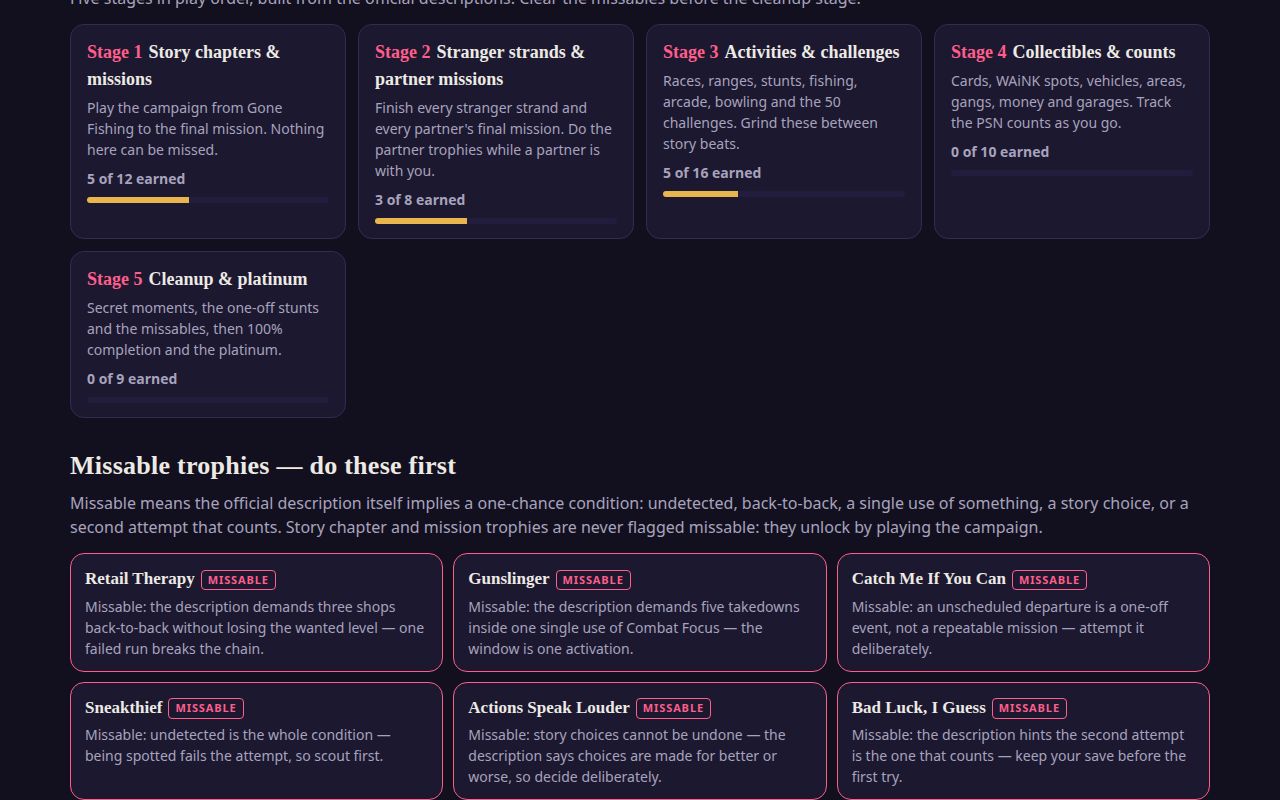 Five stages in play order, built from the official descriptions. Clear the missables before the cleanup stage.
Stage 1 Story chapters &
missions
Play the campaign from Gone
Fishing to the final mission. Nothing
here can be missed.
5 of 12 earned
Stage 2 Stranger strands &
partner missions
Finish every stranger strand and
every partner's final mission. Do the
partner trophies while a partner is
with you.
3 of 8 earned
Stage 3 Activities & challenges
Races, ranges, stunts, fishing,
arcade, bowling and the 50
challenges. Grind these between
story beats.
5 of 16 earned
Stage 4 Collectibles & counts
Cards, WAiNK spots, vehicles, areas,
gangs, money and garages. Track
the PSN counts as you go.
0 of 10 earned
Stage 5 Cleanup & platinum
Secret moments, the one-off stunts
and the missables, then 100%
completion and the platinum.
0 of 9 earned
Missable trophies — do these first
Missable means the official description itself implies a one-chance condition: undetected, back-to-back, a single use of something, a story choice, or a
second attempt that counts. Story chapter and mission trophies are never flagged missable: they unlock by playing the campaign.
Retail Therapy MISSABLE
Missable: the description demands three shops
back-to-back without losing the wanted level — one
failed run breaks the chain.
Gunslinger MISSABLE
Missable: the description demands five takedowns
inside one single use of Combat Focus — the
window is one activation.
Catch Me If You Can MISSABLE
Missable: an unscheduled departure is a one-off
event, not a repeatable mission — attempt it
deliberately.
Sneakthief MISSABLE
Missable: undetected is the whole condition —
being spotted fails the attempt, so scout first.
Actions Speak Louder MISSABLE
Missable: story choices cannot be undone — the
description says choices are made for better or
worse, so decide deliberately.
Bad Luck, I Guess MISSABLE
Missable: the description hints the second attempt
is the one that counts — keep your save before the
first try.